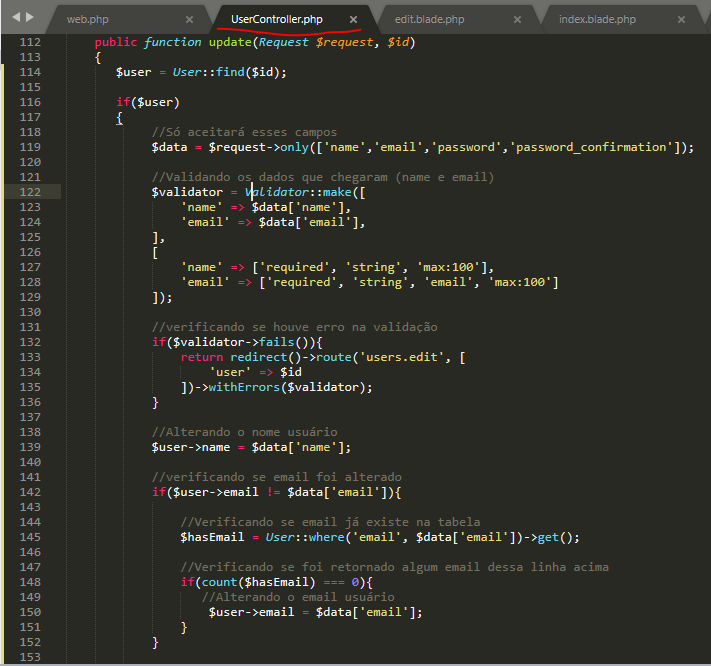 web.php × UserController.php × edit.blade.php × index.blade.php ×
112 public function update(Request $request, $id)
113 {
114 $user = User::find($id);
115
116 if($user)
117 {
118 //Só aceitará esses campos
119 $data = $request->only(['name','email','password','password_confirmation']);
120
121 //Validando os dados que chegaram (name e email)
122 $validator = Validator::make([
123 'name' => $data['name'],
124 'email' => $data['email'],
125 ],
126 [
127 'name' => ['required', 'string', 'max:100'],
128 'email' => ['required', 'string', 'email', 'max:100']
129 ]);
130
131 //verificando se houve erro na validação
132 if($validator->fails()){
133 return redirect()->route('users.edit', [
134 'user' => $id
135 ])->withErrors($validator);
136 }
137
138 //Alterando o nome usuário
139 $user->name = $data['name'];
140
141 //verificando se email foi alterado
142 if($user->email != $data['email']){
143
144 //Verificando se email já existe na tabela
145 $hasEmail = User::where('email', $data['email'])->get();
146
147 //Verificando se foi retornado algum email dessa linha acima
148 if(count($hasEmail) === 0){
149 //Alterando o email usuário
150 $user->email = $data['email'];
151 }
152 }
153